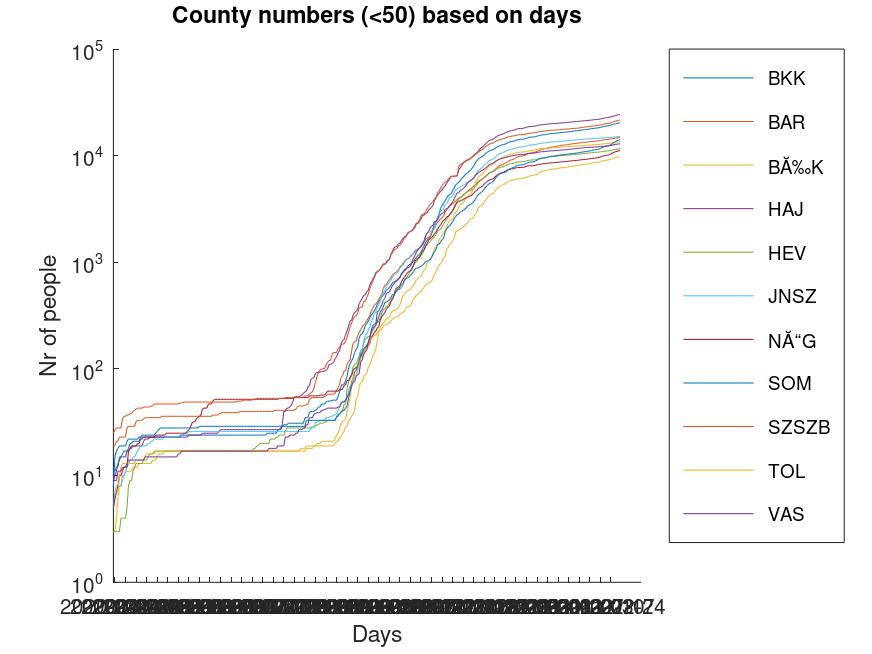 County numbers (<50) based on days
10^5
10^4
10^3
10^2
10^1
10^0
Nr of people
Days
BKK
BAR
BĂ‰K
HAJ
HEV
JNSZ
NĂ“G
SOM
SZSZB
TOL
VAS